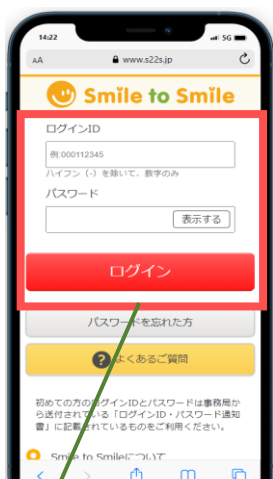 14:22
5G
AA
www.s22s.jp
Smile to Smile
ログインID
例:000112345
ハイフン（-）を除いて、数字のみ
パスワード
表示する
ログイン
パスワードを忘れた方
? よくあるご質問
初めての方のログインIDとパスワードは事務局か
ら送付されている「ログインID・パスワード通知
書」に記載されているものをご利用ください。
Smile to Smileについて